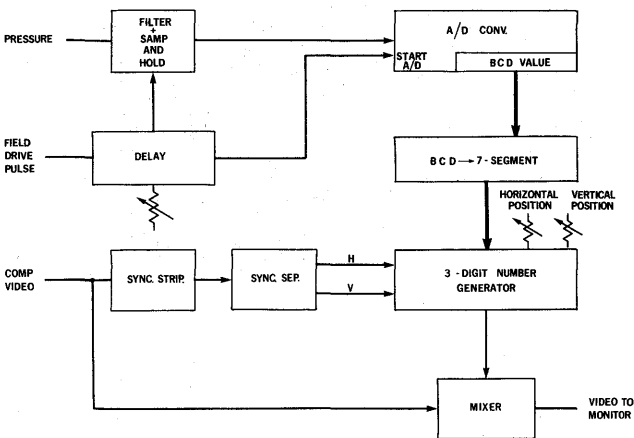 PRESSURE
FILTER
+
SAMP
AND
HOLD
A/D CONV.
START
A/D
BCD VALUE
FIELD
DRIVE
PULSE
DELAY
BCD→7-SEGMENT
HORIZONTAL
POSITION
VERTICAL
POSITION
COMP
VIDEO
SYNC. STRIP.
SYNC. SEP.
H
V
3-DIGIT NUMBER
GENERATOR
MIXER
VIDEO TO
MONITOR